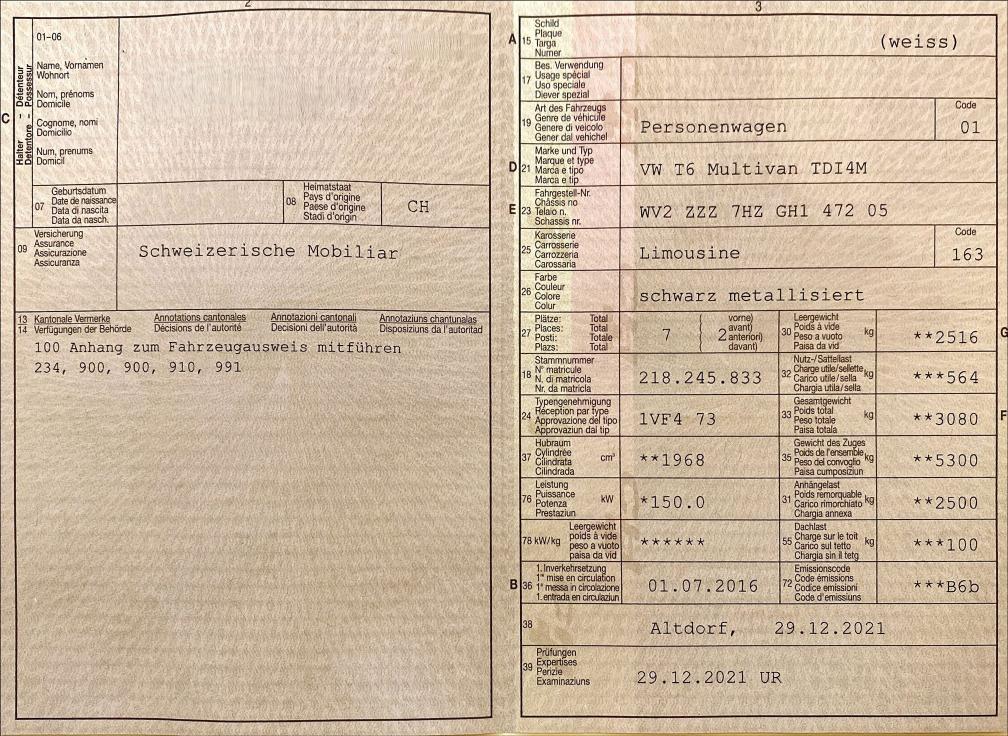 2
01–06
Name, Vornamen
Wohnort
Nom, prénoms
Domicile
Cognome, nomi
Domicilio
Num, prenums
Domicil
C
Halter – Détenteur
Detentore – Possessur
07
Geburtsdatum
Date de naissance
Data di nascita
Data da nasch.
08
Heimatstaat
Pays d'origine
Paese d'origine
Stadi d'origin
CH
09
Versicherung
Assurance
Assicurazione
Assicuranza
Schweizerische Mobiliar
13 Kantonale Vermerke Annotations cantonales Annotazioni cantonali Annotaziuns chantunalas
14 Verfügungen der Behörde Décisions de l'autorité Decisioni dell'autorità Disposiziuns da l'autoritad
100 Anhang zum Fahrzeugausweis mitführen
234, 900, 900, 910, 991
3
A 15
Schild
Plaque
Targa
Numer
(weiss)
17
Bes. Verwendung
Usage spécial
Uso speciale
Diever spezial
19
Art des Fahrzeugs
Genre de véhicule
Genere di veicolo
Gener dal vehichel
Personenwagen
Code
01
D 21
Marke und Typ
Marque et type
Marca e tipo
Marca e tip
VW T6 Multivan TDI4M
E 23
Fahrgestell-Nr.
Châssis no
Telaio n.
Schassis nr.
WV2 ZZZ 7HZ GH1 472 05
25
Karosserie
Carrosserie
Carrozzeria
Carossaria
Limousine
Code
163
26
Farbe
Couleur
Colore
Colur
schwarz metallisiert
27
Plätze: Total
Places: Total
Posti: Totale
Plazs: Total
7
2
vorne)
avant)
anteriori)
davant)
30
Leergewicht
Poids à vide
Peso a vuoto
Paisa da vid
kg
**2516
G
18
Stammnummer
N° matricule
N. di matricola
Nr. da matricla
218.245.833
32
Nutz-/Sattellast
Charge utile/sellette
Carico utile/sella
Chargia utila/sella
kg
***564
24
Typengenehmigung
Réception par type
Approvazione del tipo
Approvaziun dal tip
1VF4 73
33
Gesamtgewicht
Poids total
Peso totale
Paisa totala
kg
**3080
F
37
Hubraum
Cylindrée
Cilindrata
Cilindrada
cm³
**1968
35
Gewicht des Zuges
Poids de l'ensemble
Peso del convoglio
Paisa cumposiziun
kg
**5300
76
Leistung
Puissance
Potenza
Prestaziun
kW
*150.0
31
Anhängelast
Poids remorquable
Carico rimorchiato
Chargia annexa
kg
**2500
78 kW/kg
Leergewicht
poids à vide
peso a vuoto
paisa da vid
******
55
Dachlast
Charge sur le toit
Carico sul tetto
Chargia sin il tetg
kg
***100
B 36
1. Inverkehrsetzung
1re mise en circulation
1a messa in circolazione
1. entrada en circulaziun
01.07.2016
72
Emissionscode
Code émissions
Codice emissioni
Code d'emissiuns
***B6b
38
Altdorf, 29.12.2021
39
Prüfungen
Expertises
Perizie
Examinaziuns
29.12.2021 UR